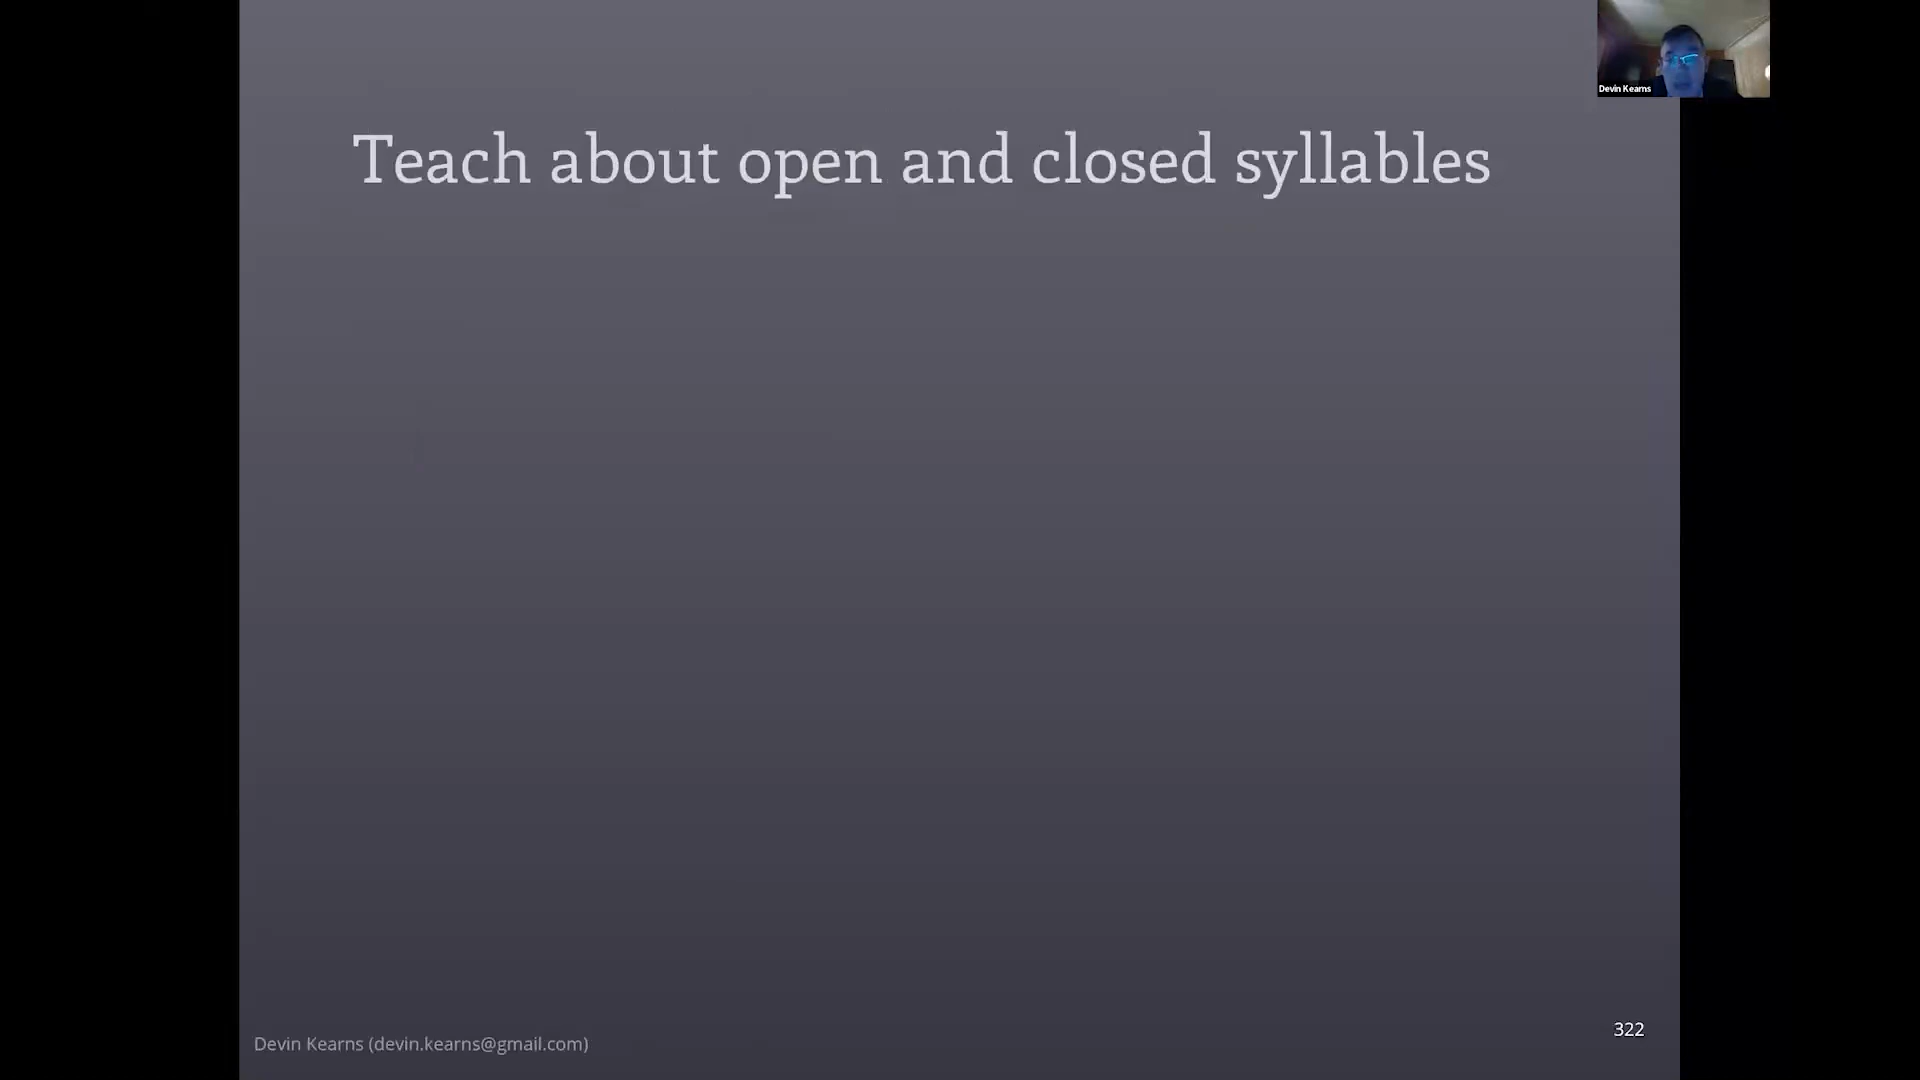 Devin Kearns
Teach about open and closed syllables
Devin Kearns (devin.kearns@gmail.com)
322